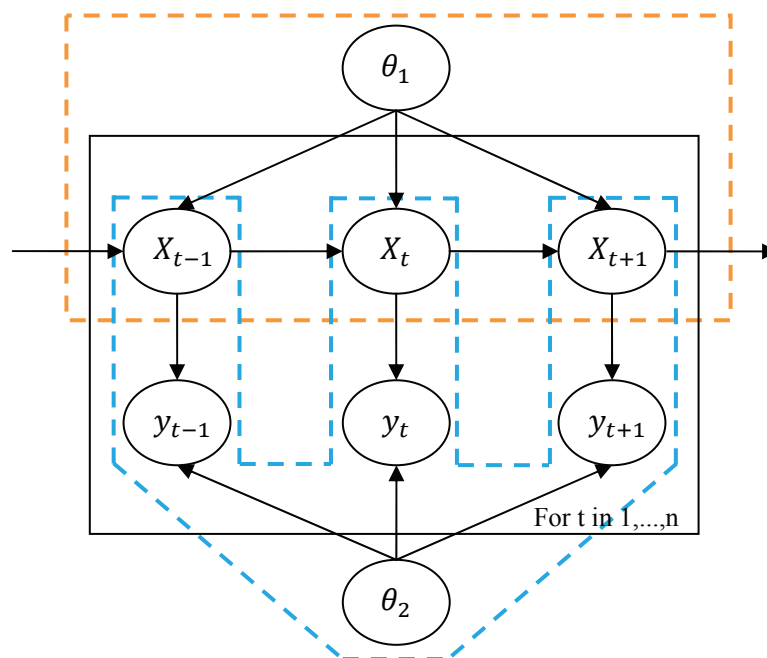 θ₁
Xₜ₋₁ Xₜ Xₜ₊₁
yₜ₋₁ yₜ yₜ₊₁
For t in 1,...,n
θ₂